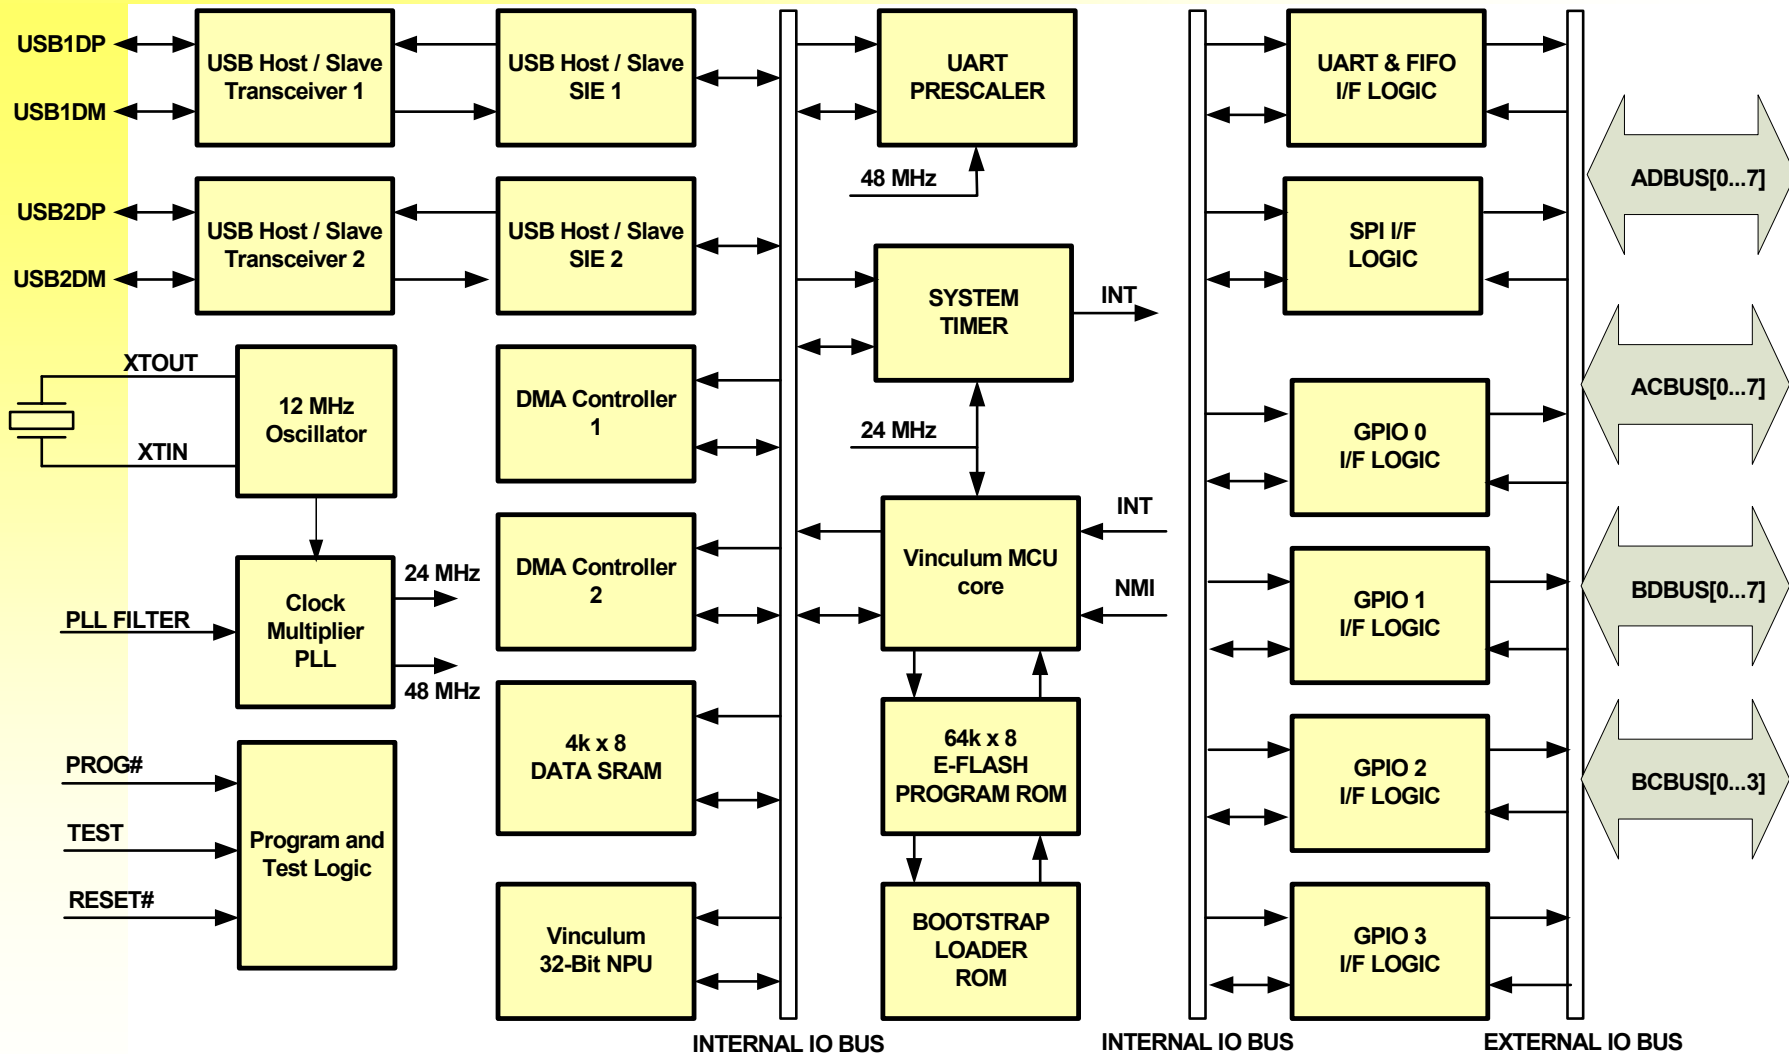 USB1DP
USB1DM
USB Host / Slave
Transceiver 1
USB Host / Slave
SIE 1
UART
PRESCALER
48 MHz
UART & FIFO
I/F LOGIC
ADBUS[0...7]
USB2DP
USB2DM
USB Host / Slave
Transceiver 2
USB Host / Slave
SIE 2
SYSTEM
TIMER
INT
SPI I/F
LOGIC
XTOUT
XTIN
12 MHz
Oscillator
DMA Controller
1
24 MHz
GPIO 0
I/F LOGIC
ACBUS[0...7]
PLL FILTER
Clock
Multiplier
PLL
24 MHz
48 MHz
DMA Controller
2
Vinculum MCU
core
INT
NMI
GPIO 1
I/F LOGIC
BDBUS[0...7]
PROG#
TEST
RESET#
Program and
Test Logic
4k x 8
DATA SRAM
64k x 8
E-FLASH
PROGRAM ROM
GPIO 2
I/F LOGIC
BCBUS[0...3]
Vinculum
32-Bit NPU
BOOTSTRAP
LOADER
ROM
GPIO 3
I/F LOGIC
INTERNAL IO BUS
INTERNAL IO BUS
EXTERNAL IO BUS